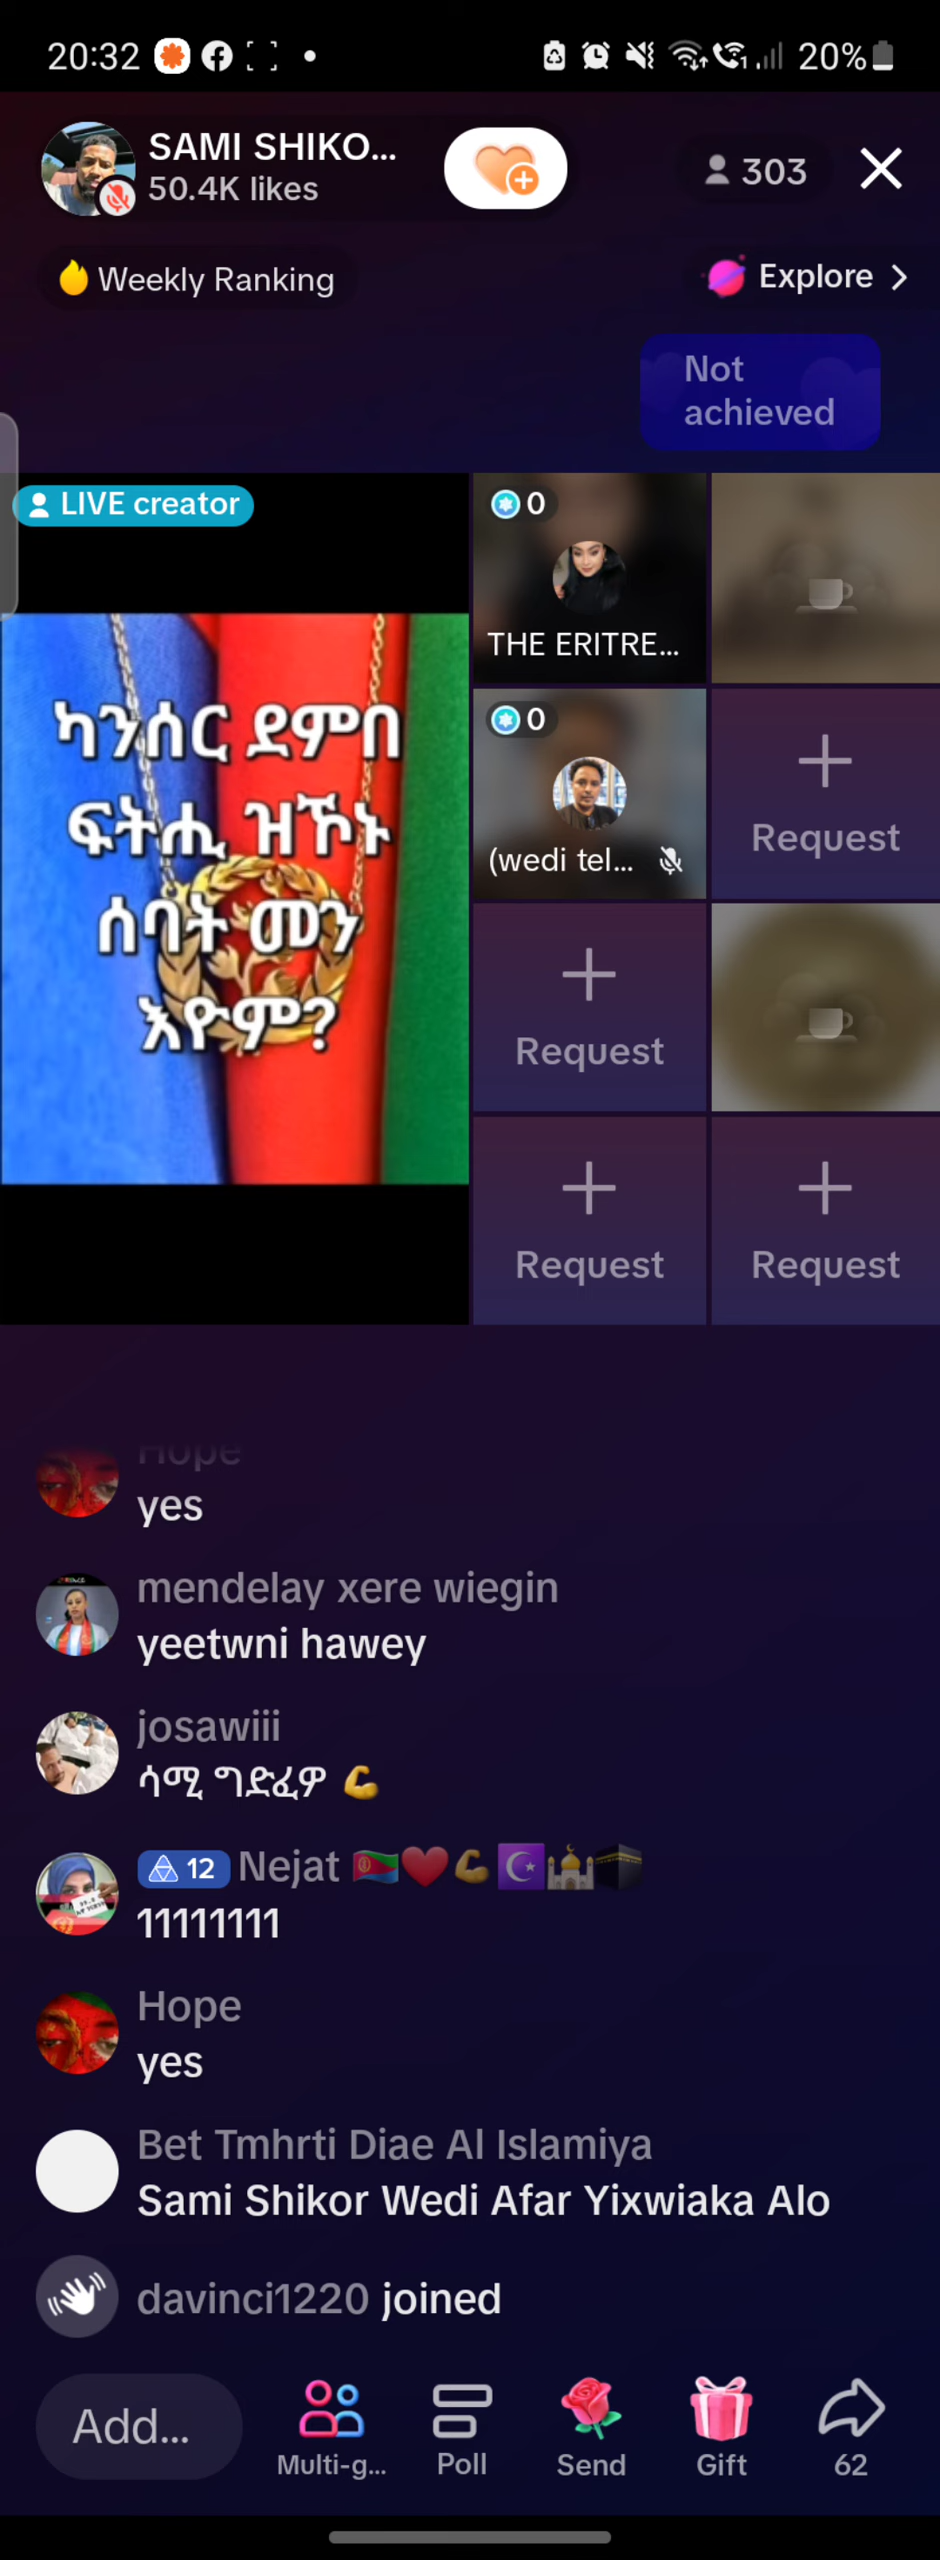 20:32
20%
SAMI SHIKO...
50.4K likes
303
Weekly Ranking
Explore
Not
achieved
LIVE creator
0
THE ERITRE...
0
(wedi tel...
Request
Request
Request
Request
ካንሰር ደምበ
ፍትሒ ዝኾኑ
ሰባት መን
እዮም?
Hope
yes
mendelay xere wiegin
yeetwni hawey
josawiii
ሳሚ ግድፈዎ 💪
12 Nejat 🇪🇷❤️💪☪️🕌🕋
11111111
Hope
yes
Bet Tmhrti Diae Al Islamiya
Sami Shikor Wedi Afar Yixwiaka Alo
davinci1220 joined
Add...
Multi-g...
Poll
Send
Gift
62